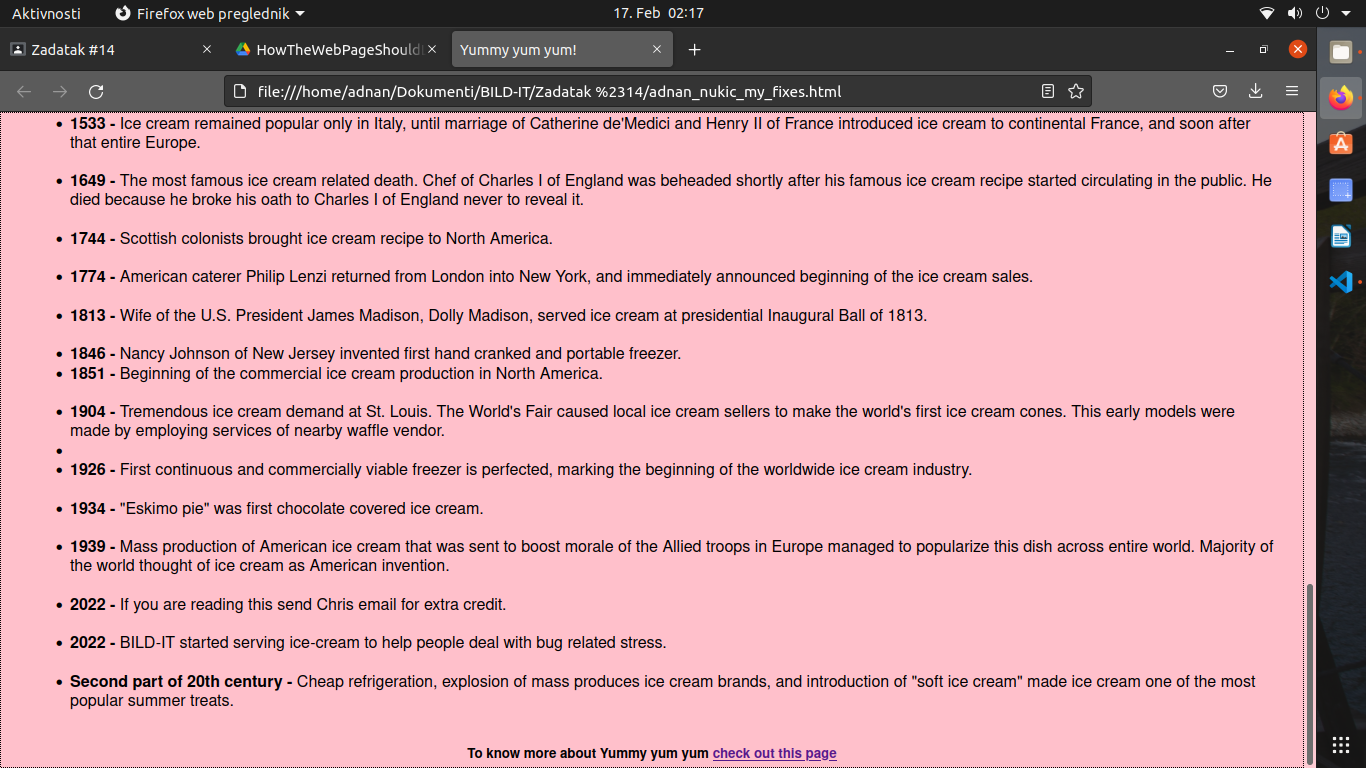 Aktivnosti Firefox web preglednik 17. Feb 02:17
Zadatak #14 HowTheWebPageShouldL Yummy yum yum!
file:///home/adnan/Dokumenti/BILD-IT/Zadatak %2314/adnan_nukic_my_fixes.html
• 1533 - Ice cream remained popular only in Italy, until marriage of Catherine de'Medici and Henry II of France introduced ice cream to continental France, and soon after
that entire Europe.
• 1649 - The most famous ice cream related death. Chef of Charles I of England was beheaded shortly after his famous ice cream recipe started circulating in the public. He
died because he broke his oath to Charles I of England never to reveal it.
• 1744 - Scottish colonists brought ice cream recipe to North America.
• 1774 - American caterer Philip Lenzi returned from London into New York, and immediately announced beginning of the ice cream sales.
• 1813 - Wife of the U.S. President James Madison, Dolly Madison, served ice cream at presidential Inaugural Ball of 1813.
• 1846 - Nancy Johnson of New Jersey invented first hand cranked and portable freezer.
• 1851 - Beginning of the commercial ice cream production in North America.
• 1904 - Tremendous ice cream demand at St. Louis. The World's Fair caused local ice cream sellers to make the world's first ice cream cones. This early models were
made by employing services of nearby waffle vendor.
•
• 1926 - First continuous and commercially viable freezer is perfected, marking the beginning of the worldwide ice cream industry.
• 1934 - "Eskimo pie" was first chocolate covered ice cream.
• 1939 - Mass production of American ice cream that was sent to boost morale of the Allied troops in Europe managed to popularize this dish across entire world. Majority of
the world thought of ice cream as American invention.
• 2022 - If you are reading this send Chris email for extra credit.
• 2022 - BILD-IT started serving ice-cream to help people deal with bug related stress.
• Second part of 20th century - Cheap refrigeration, explosion of mass produces ice cream brands, and introduction of "soft ice cream" made ice cream one of the most
popular summer treats.
To know more about Yummy yum yum check out this page